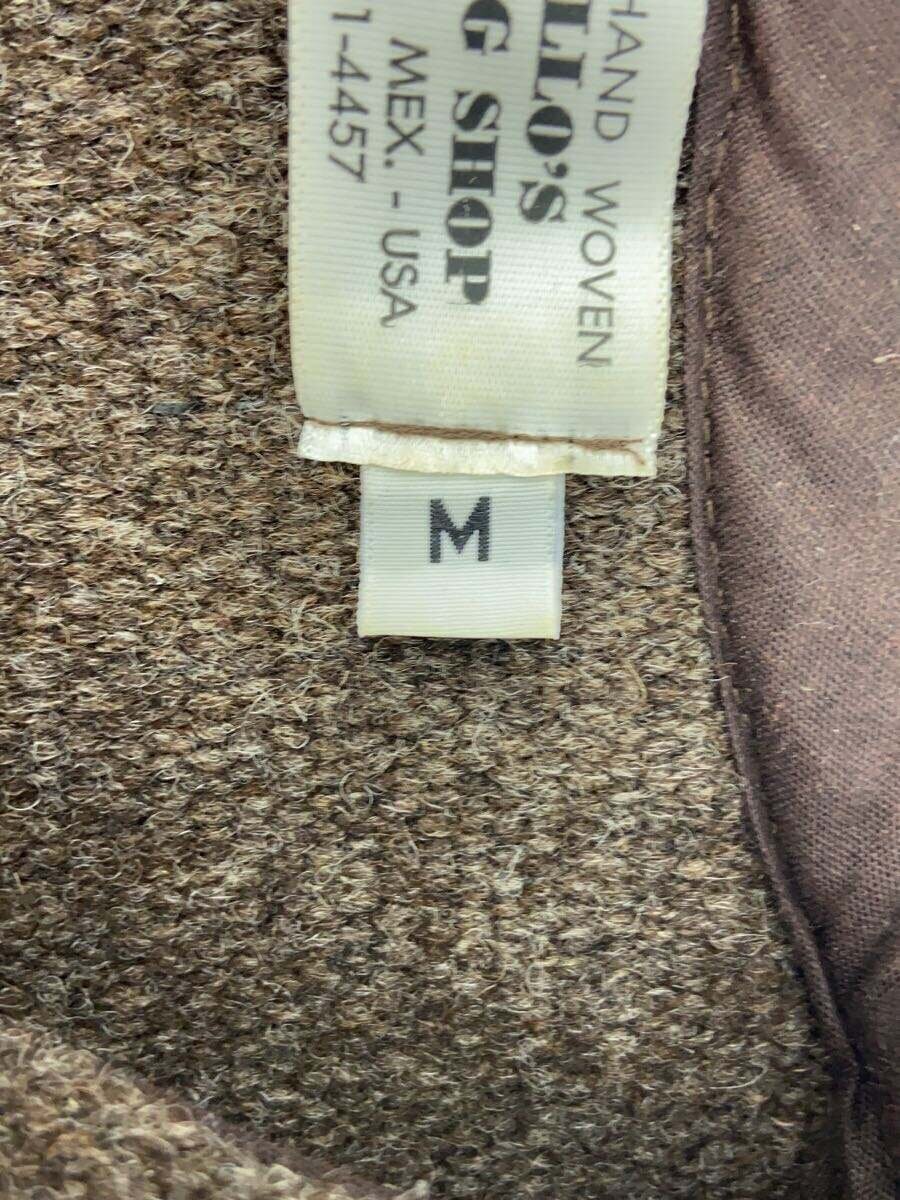 HAND WOVEN
LLO'S
G SHOP
MEX. - USA
1-4457
M